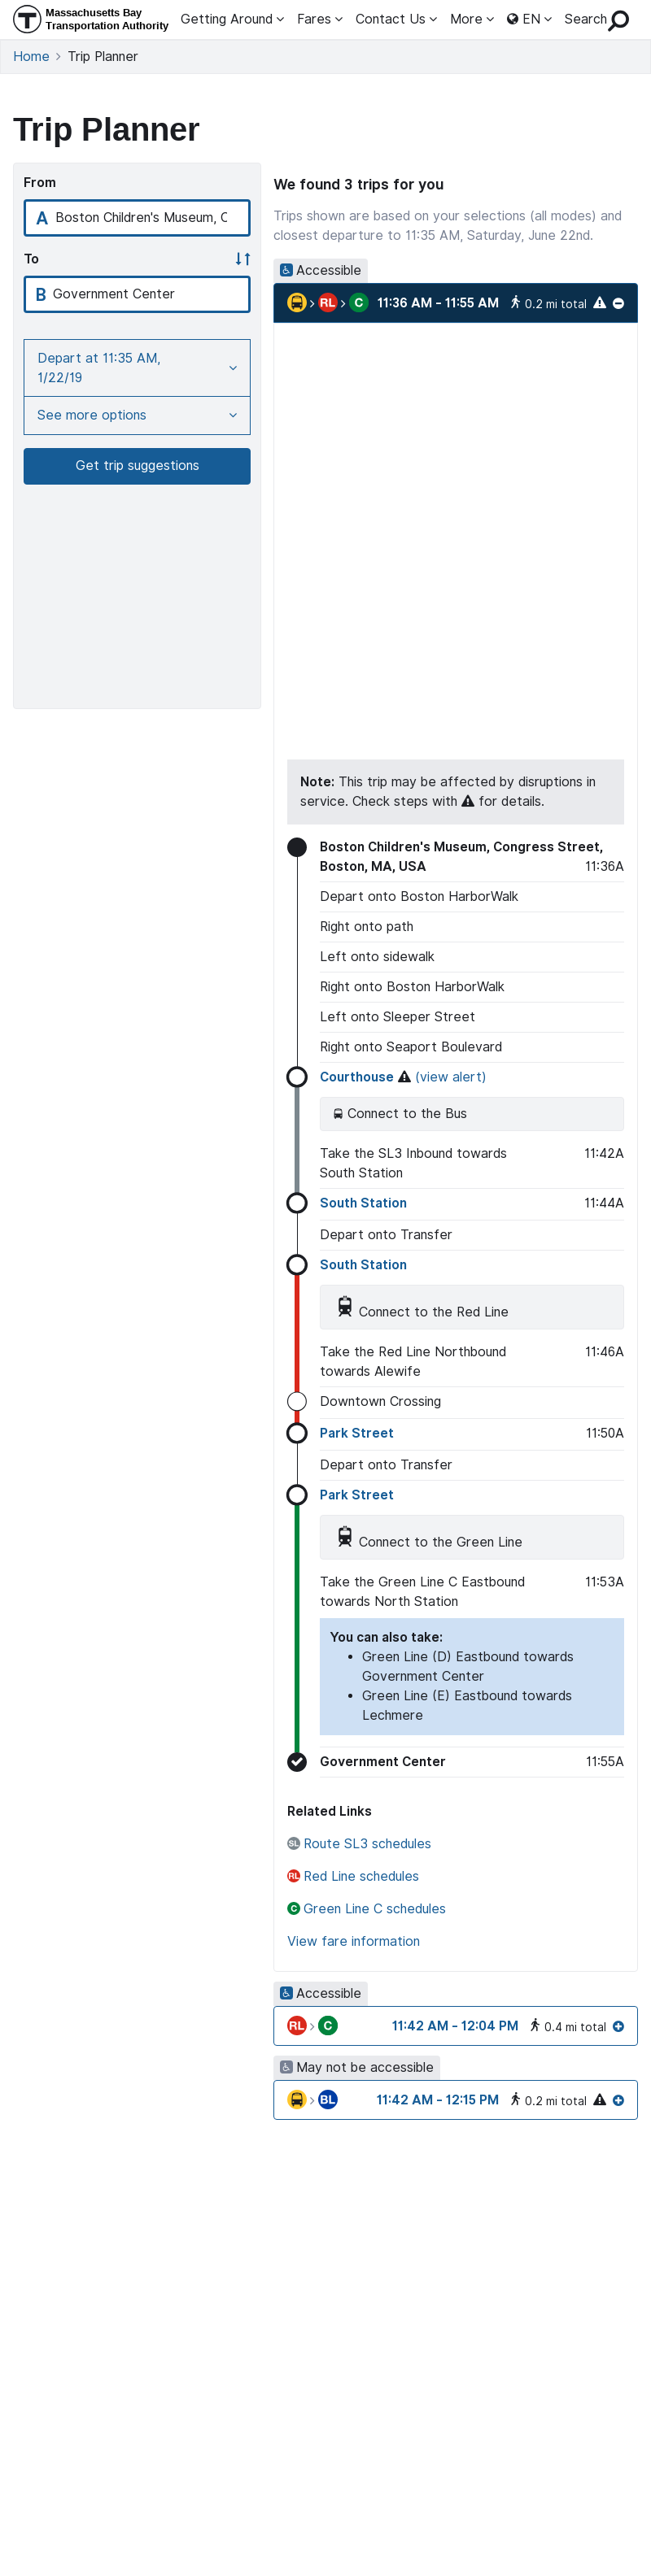 Massachusetts Bay
Transportation Authority
Getting Around
Fares
Contact Us
More
EN
Search
Home > Trip Planner
Trip Planner
From
A Boston Children's Museum, C
To
B Government Center
Depart at 11:35 AM,
1/22/19
See more options
Get trip suggestions
We found 3 trips for you
Trips shown are based on your selections (all modes) and
closest departure to 11:35 AM, Saturday, June 22nd.
Accessible
RL C 11:36 AM - 11:55 AM 0.2 mi total
Note: This trip may be affected by disruptions in
service. Check steps with for details.
Boston Children's Museum, Congress Street,
Boston, MA, USA 11:36A
Depart onto Boston HarborWalk
Right onto path
Left onto sidewalk
Right onto Boston HarborWalk
Left onto Sleeper Street
Right onto Seaport Boulevard
Courthouse (view alert)
Connect to the Bus
Take the SL3 Inbound towards 11:42A
South Station
South Station 11:44A
Depart onto Transfer
South Station
Connect to the Red Line
Take the Red Line Northbound 11:46A
towards Alewife
Downtown Crossing
Park Street 11:50A
Depart onto Transfer
Park Street
Connect to the Green Line
Take the Green Line C Eastbound 11:53A
towards North Station
You can also take:
• Green Line (D) Eastbound towards
Government Center
• Green Line (E) Eastbound towards
Lechmere
Government Center 11:55A
Related Links
SL Route SL3 schedules
RL Red Line schedules
C Green Line C schedules
View fare information
Accessible
RL C 11:42 AM - 12:04 PM 0.4 mi total
May not be accessible
BL 11:42 AM - 12:15 PM 0.2 mi total